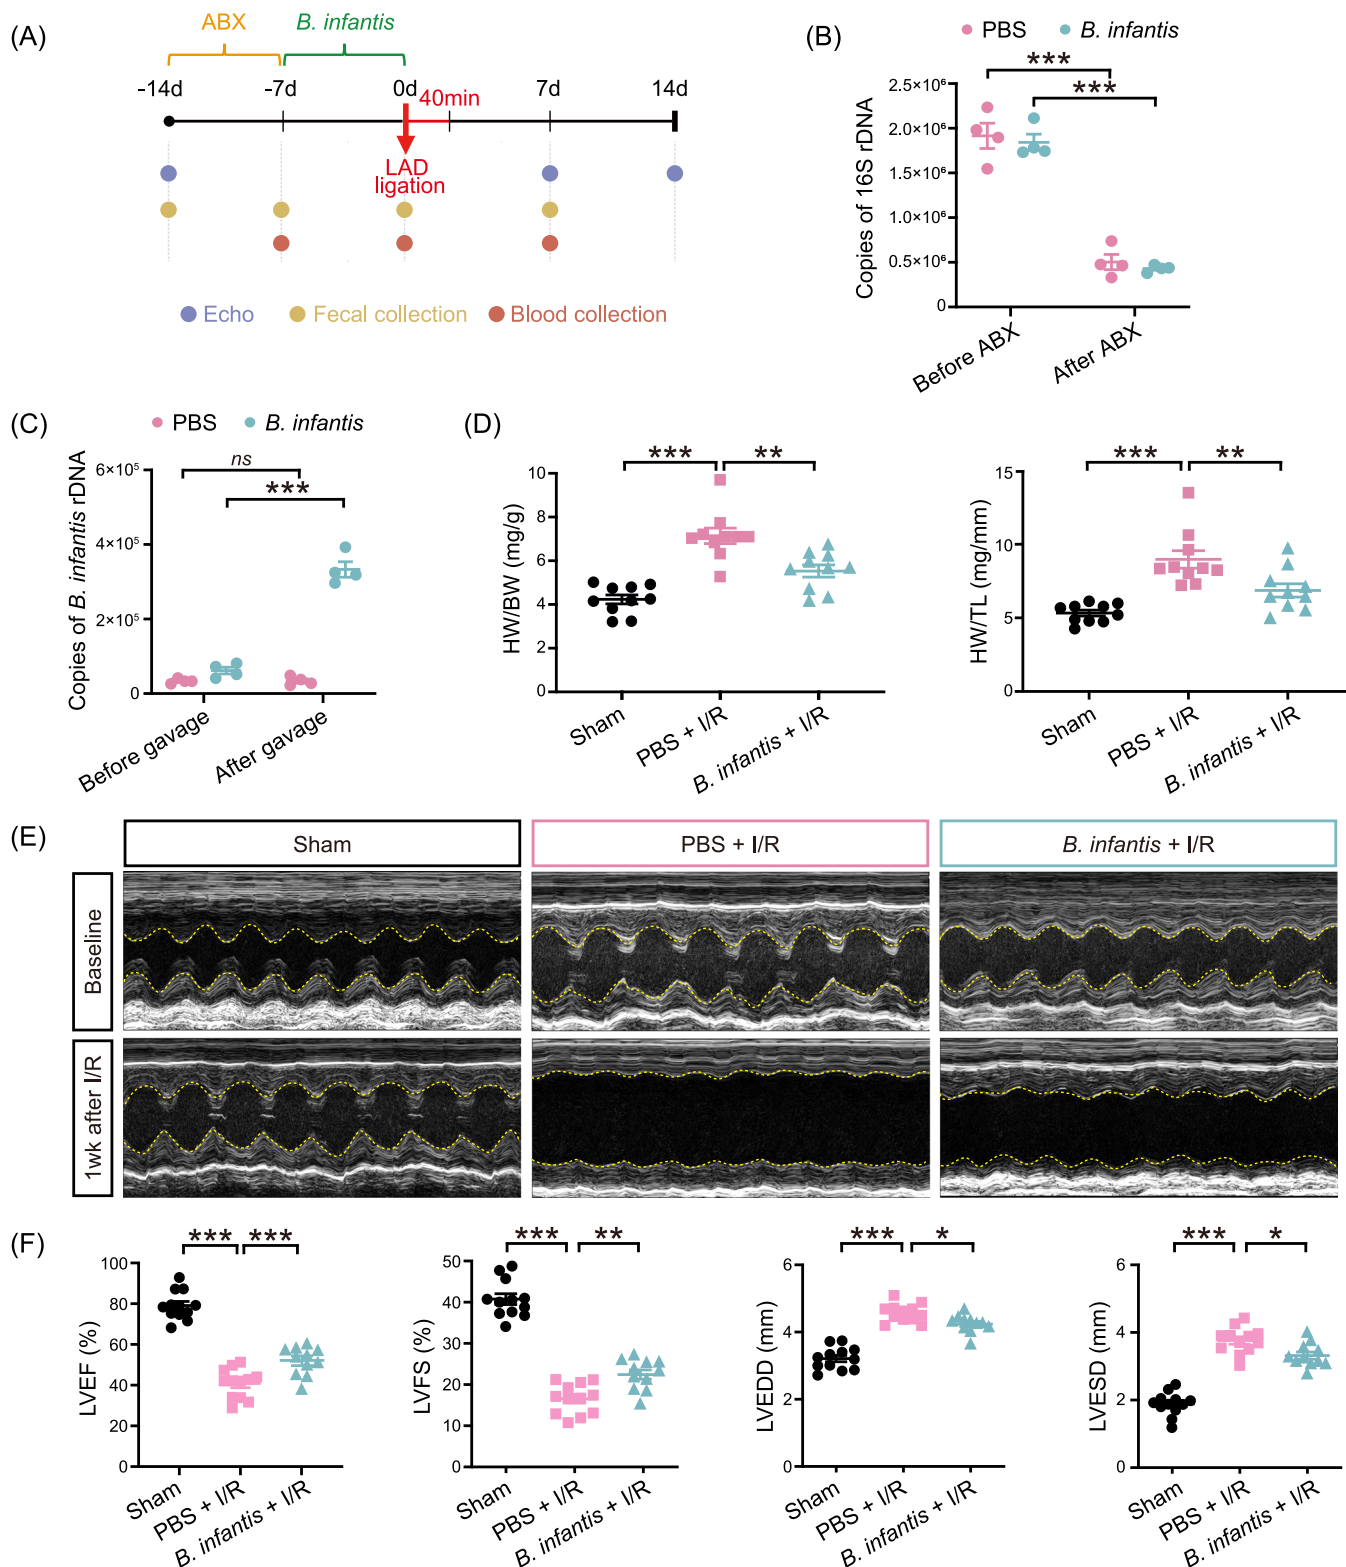 (A)
ABX B. infantis
-14d -7d 0d 7d 14d
40min
LAD
ligation
Echo Fecal collection Blood collection
(B)
PBS B. infantis
*** 
***
Copies of 16S rDNA
2.5×10⁶
2.0×10⁶
1.5×10⁶
1.0×10⁶
0.5×10⁶
0
Before ABX After ABX
(C)
PBS B. infantis
ns
***
Copies of B. infantis rDNA
6×10⁵
4×10⁵
2×10⁵
0
Before gavage After gavage
(D)
*** **
HW/BW (mg/g)
10
8
6
4
2
0
Sham PBS + I/R B. infantis + I/R
*** **
HW/TL (mg/mm)
15
10
5
0
Sham PBS + I/R B. infantis + I/R
(E)
Sham PBS + I/R B. infantis + I/R
Baseline
1wk after I/R
(F)
*** ***
LVEF (%)
100
80
60
40
20
0
Sham PBS + I/R B. infantis + I/R
*** **
LVFS (%)
50
40
30
20
10
0
Sham PBS + I/R B. infantis + I/R
*** *
LVEDD (mm)
6
4
2
0
Sham PBS + I/R B. infantis + I/R
*** *
LVESD (mm)
6
4
2
0
Sham PBS + I/R B. infantis + I/R